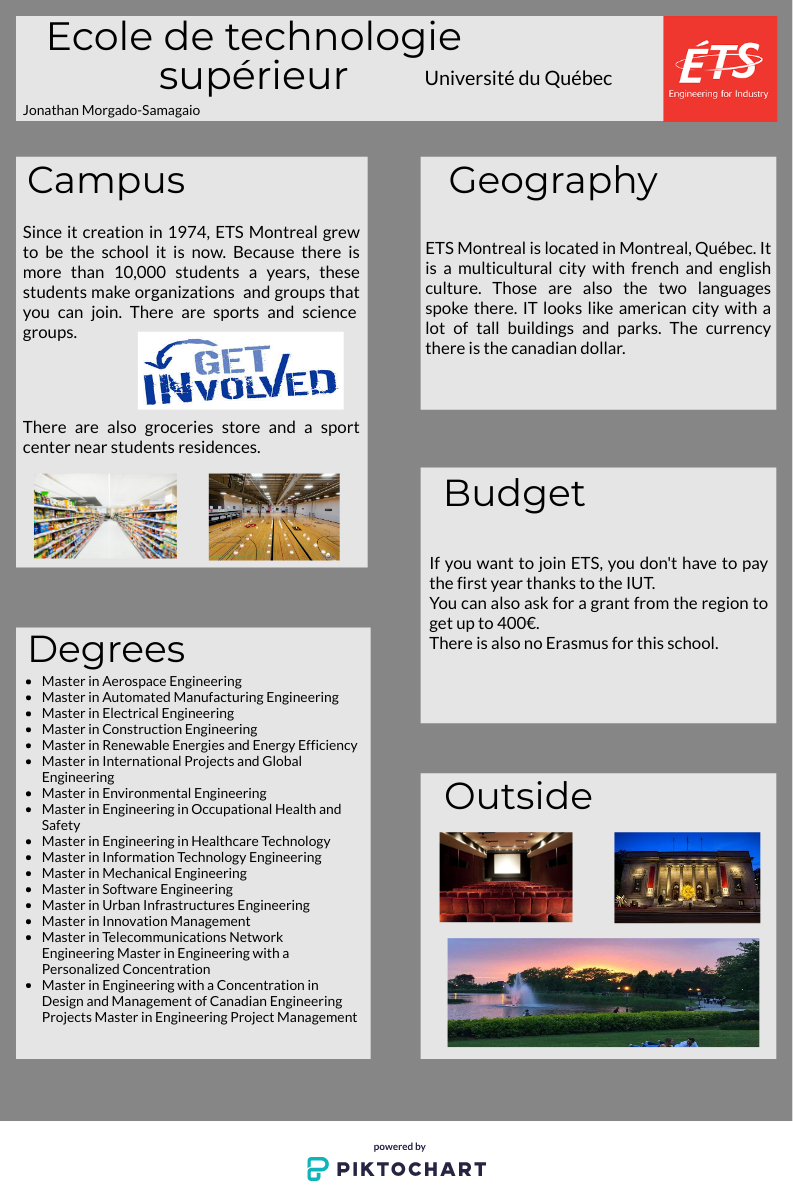 Ecole de technologie
supérieur
Université du Québec
Jonathan Morgado-Samagaio
ÉTS
Engineering for Industry
Campus
Since it creation in 1974, ETS Montreal grew
to be the school it is now. Because there is
more than 10,000 students a years, these
students make organizations and groups that
you can join. There are sports and science
groups.
GET
INVOLVED
There are also groceries store and a sport
center near students residences.
Degrees
• Master in Aerospace Engineering
• Master in Automated Manufacturing Engineering
• Master in Electrical Engineering
• Master in Construction Engineering
• Master in Renewable Energies and Energy Efficiency
• Master in International Projects and Global
Engineering
• Master in Environmental Engineering
• Master in Engineering in Occupational Health and
Safety
• Master in Engineering in Healthcare Technology
• Master in Information Technology Engineering
• Master in Mechanical Engineering
• Master in Software Engineering
• Master in Urban Infrastructures Engineering
• Master in Innovation Management
• Master in Telecommunications Network
Engineering Master in Engineering with a
Personalized Concentration
• Master in Engineering with a Concentration in
Design and Management of Canadian Engineering
Projects Master in Engineering Project Management
Geography
ETS Montreal is located in Montreal, Québec. It
is a multicultural city with french and english
culture. Those are also the two languages
spoke there. IT looks like american city with a
lot of tall buildings and parks. The currency
there is the canadian dollar.
Budget
If you want to join ETS, you don't have to pay
the first year thanks to the IUT.
You can also ask for a grant from the region to
get up to 400€.
There is also no Erasmus for this school.
Outside
powered by
PIKTOCHART